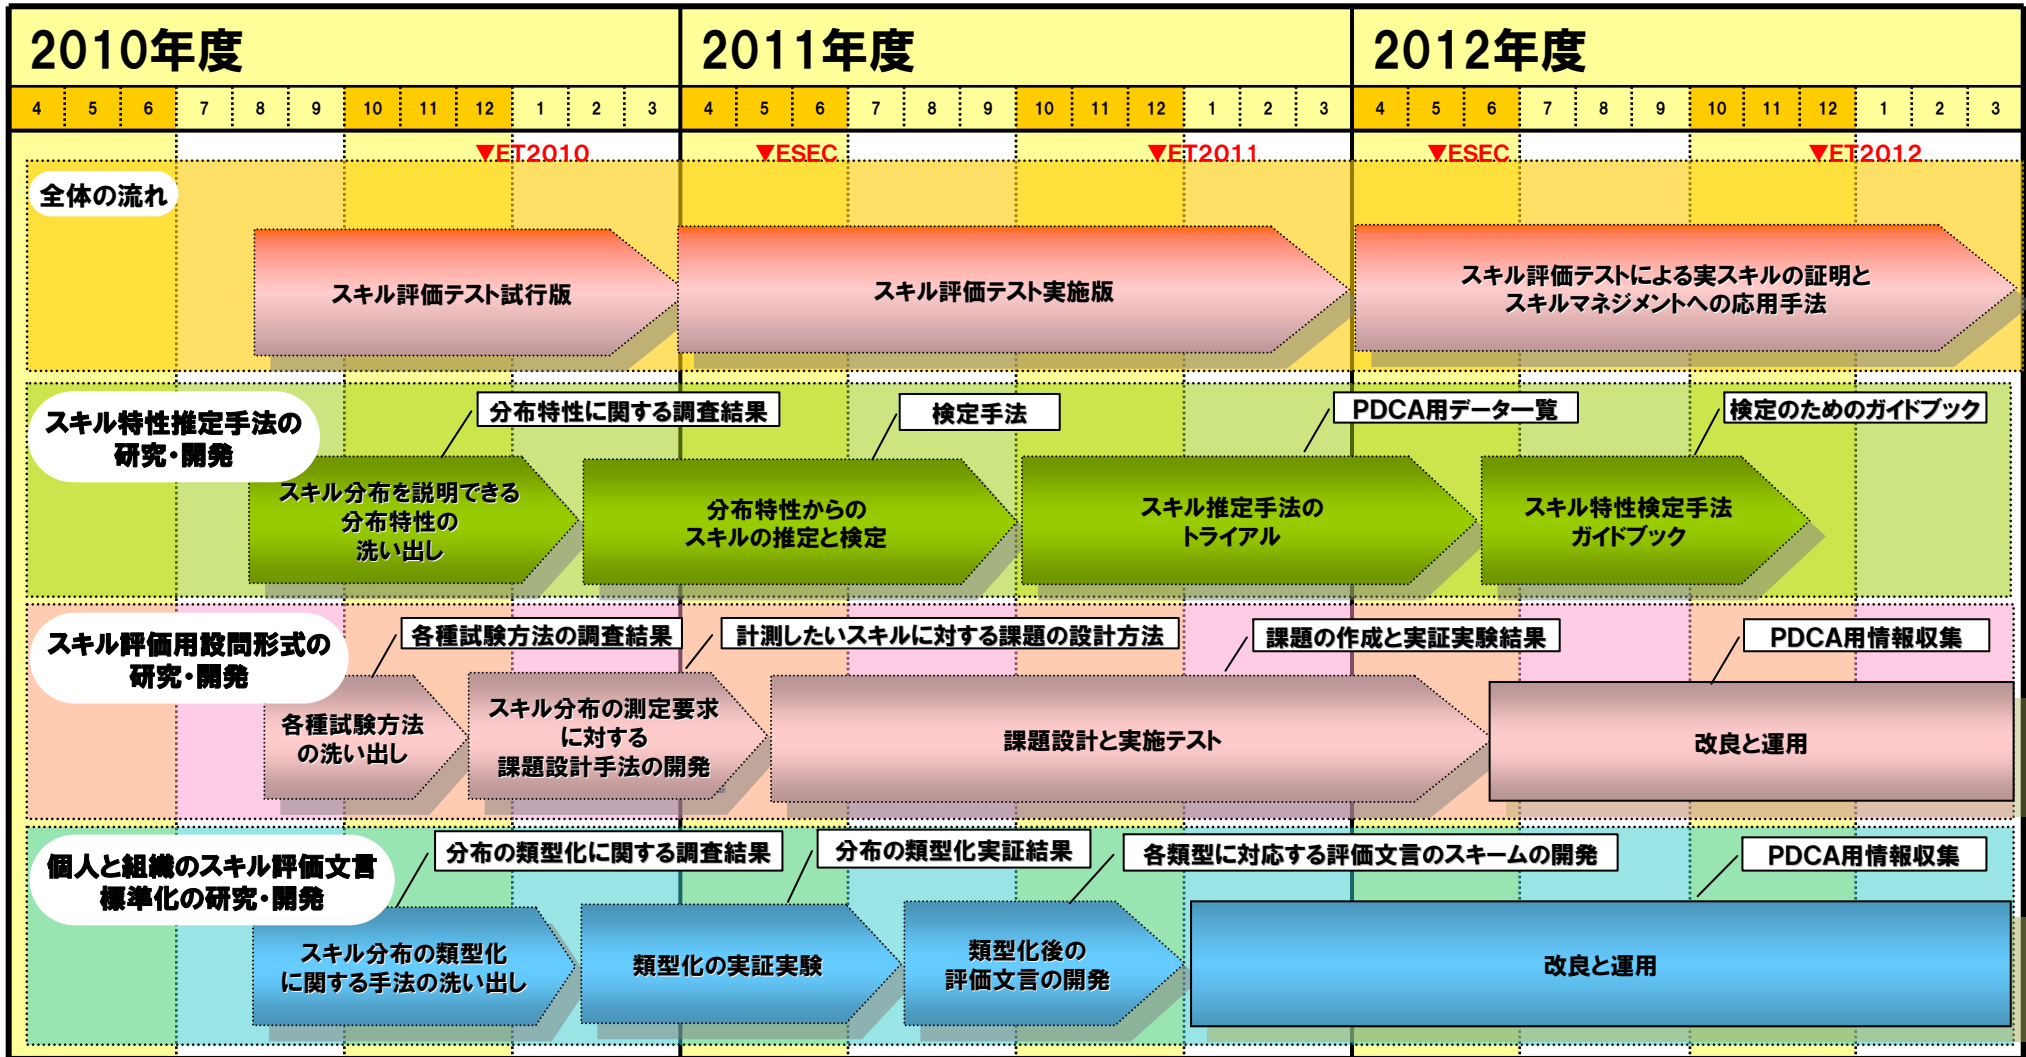 2010年度 2011年度 2012年度
4 5 6 7 8 9 10 11 12 1 2 3 4 5 6 7 8 9 10 11 12 1 2 3 4 5 6 7 8 9 10 11 12 1 2 3
▼ET2010 ▼ESEC ▼ET2011 ▼ESEC ▼ET2012
全体の流れ
スキル評価テスト試行版
スキル評価テスト実施版
スキル評価テストによる実スキルの証明と
スキルマネジメントへの応用手法
スキル特性推定手法の
研究・開発
分布特性に関する調査結果
検定手法
PDCA用データ一覧
検定のためのガイドブック
スキル分布を説明できる
分布特性の
洗い出し
分布特性からの
スキルの推定と検定
スキル推定手法の
トライアル
スキル特性検定手法
ガイドブック
スキル評価用設問形式の
研究・開発
各種試験方法の調査結果
計測したいスキルに対する課題の設計方法
課題の作成と実証実験結果
PDCA用情報収集
各種試験方法
の洗い出し
スキル分布の測定要求
に対する
課題設計手法の開発
課題設計と実施テスト
改良と運用
個人と組織のスキル評価文言
標準化の研究・開発
分布の類型化に関する調査結果
分布の類型化実証結果
各類型に対応する評価文言のスキームの開発
PDCA用情報収集
スキル分布の類型化
に関する手法の洗い出し
類型化の実証実験
類型化後の
評価文言の開発
改良と運用